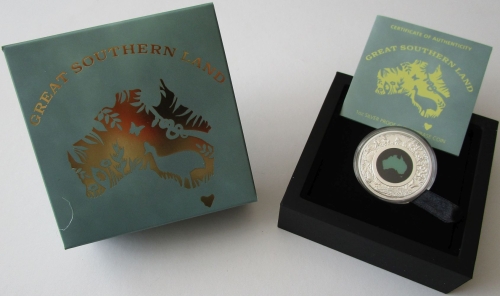 GREAT SOUTHERN LAND
CERTIFICATE OF AUTHENTICITY
GREAT SOUTHERN LAND